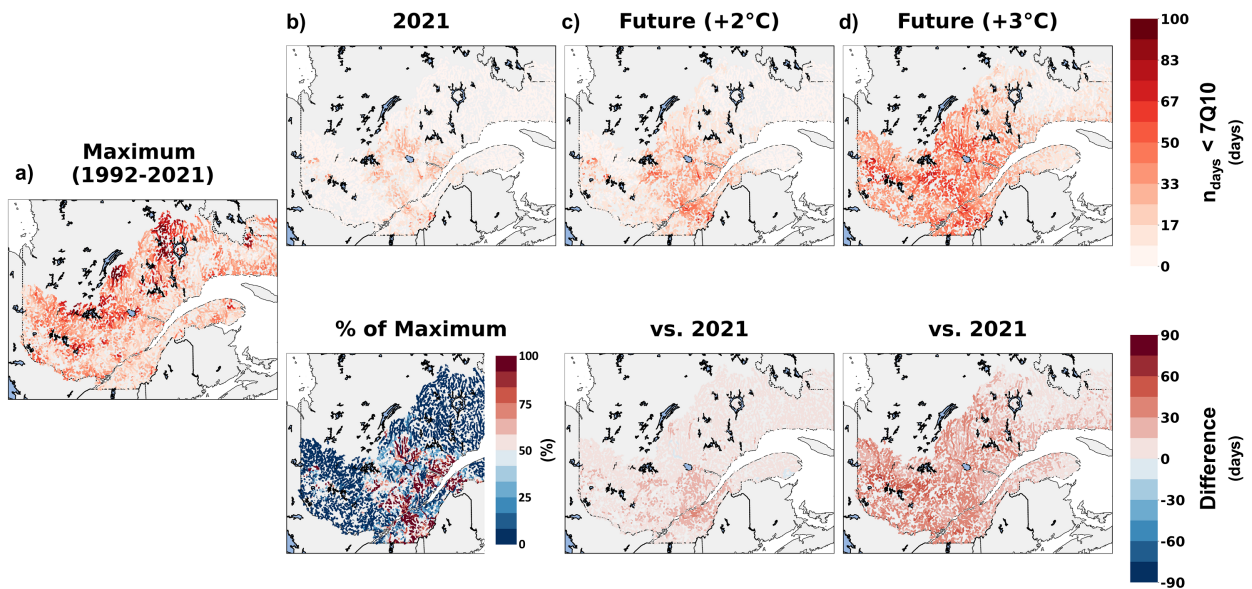 b) 2021
c) Future (+2°C)
d) Future (+3°C)
100
83
67
50
33
17
0
n_days < 7Q10
(days)
a) Maximum
(1992-2021)
% of Maximum
100
75
50
25
0
(%)
vs. 2021
vs. 2021
90
60
30
0
-30
-60
-90
Difference
(days)